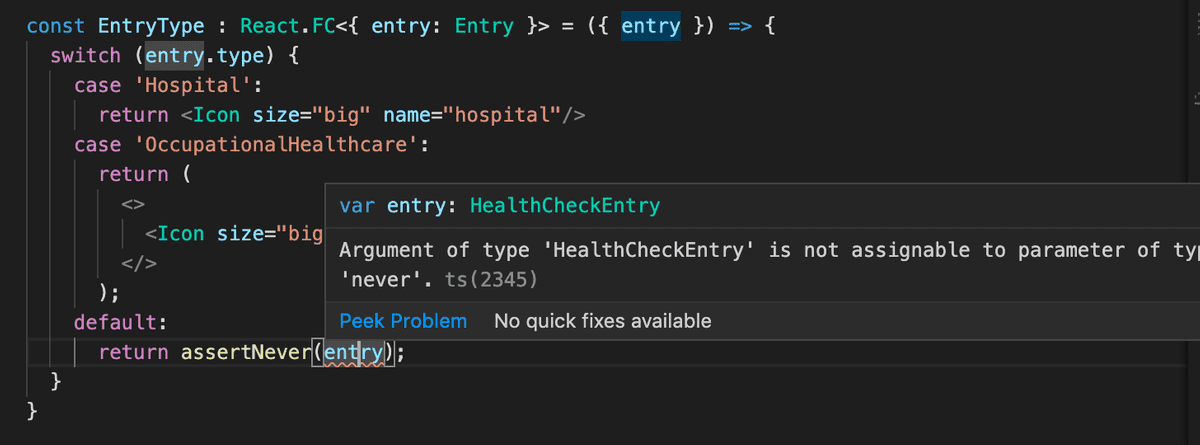 const EntryType : React.FC<{ entry: Entry }> = ({ entry }) => {
switch (entry.type) {
case 'Hospital':
return <Icon size="big" name="hospital"/>
case 'OccupationalHealthcare':
return (
<>
<Icon size="big
</>
);
var entry: HealthCheckEntry
Argument of type 'HealthCheckEntry' is not assignable to parameter of
'never'. ts(2345)
Peek Problem No quick fixes available
default:
return assertNever(entry);
}
}